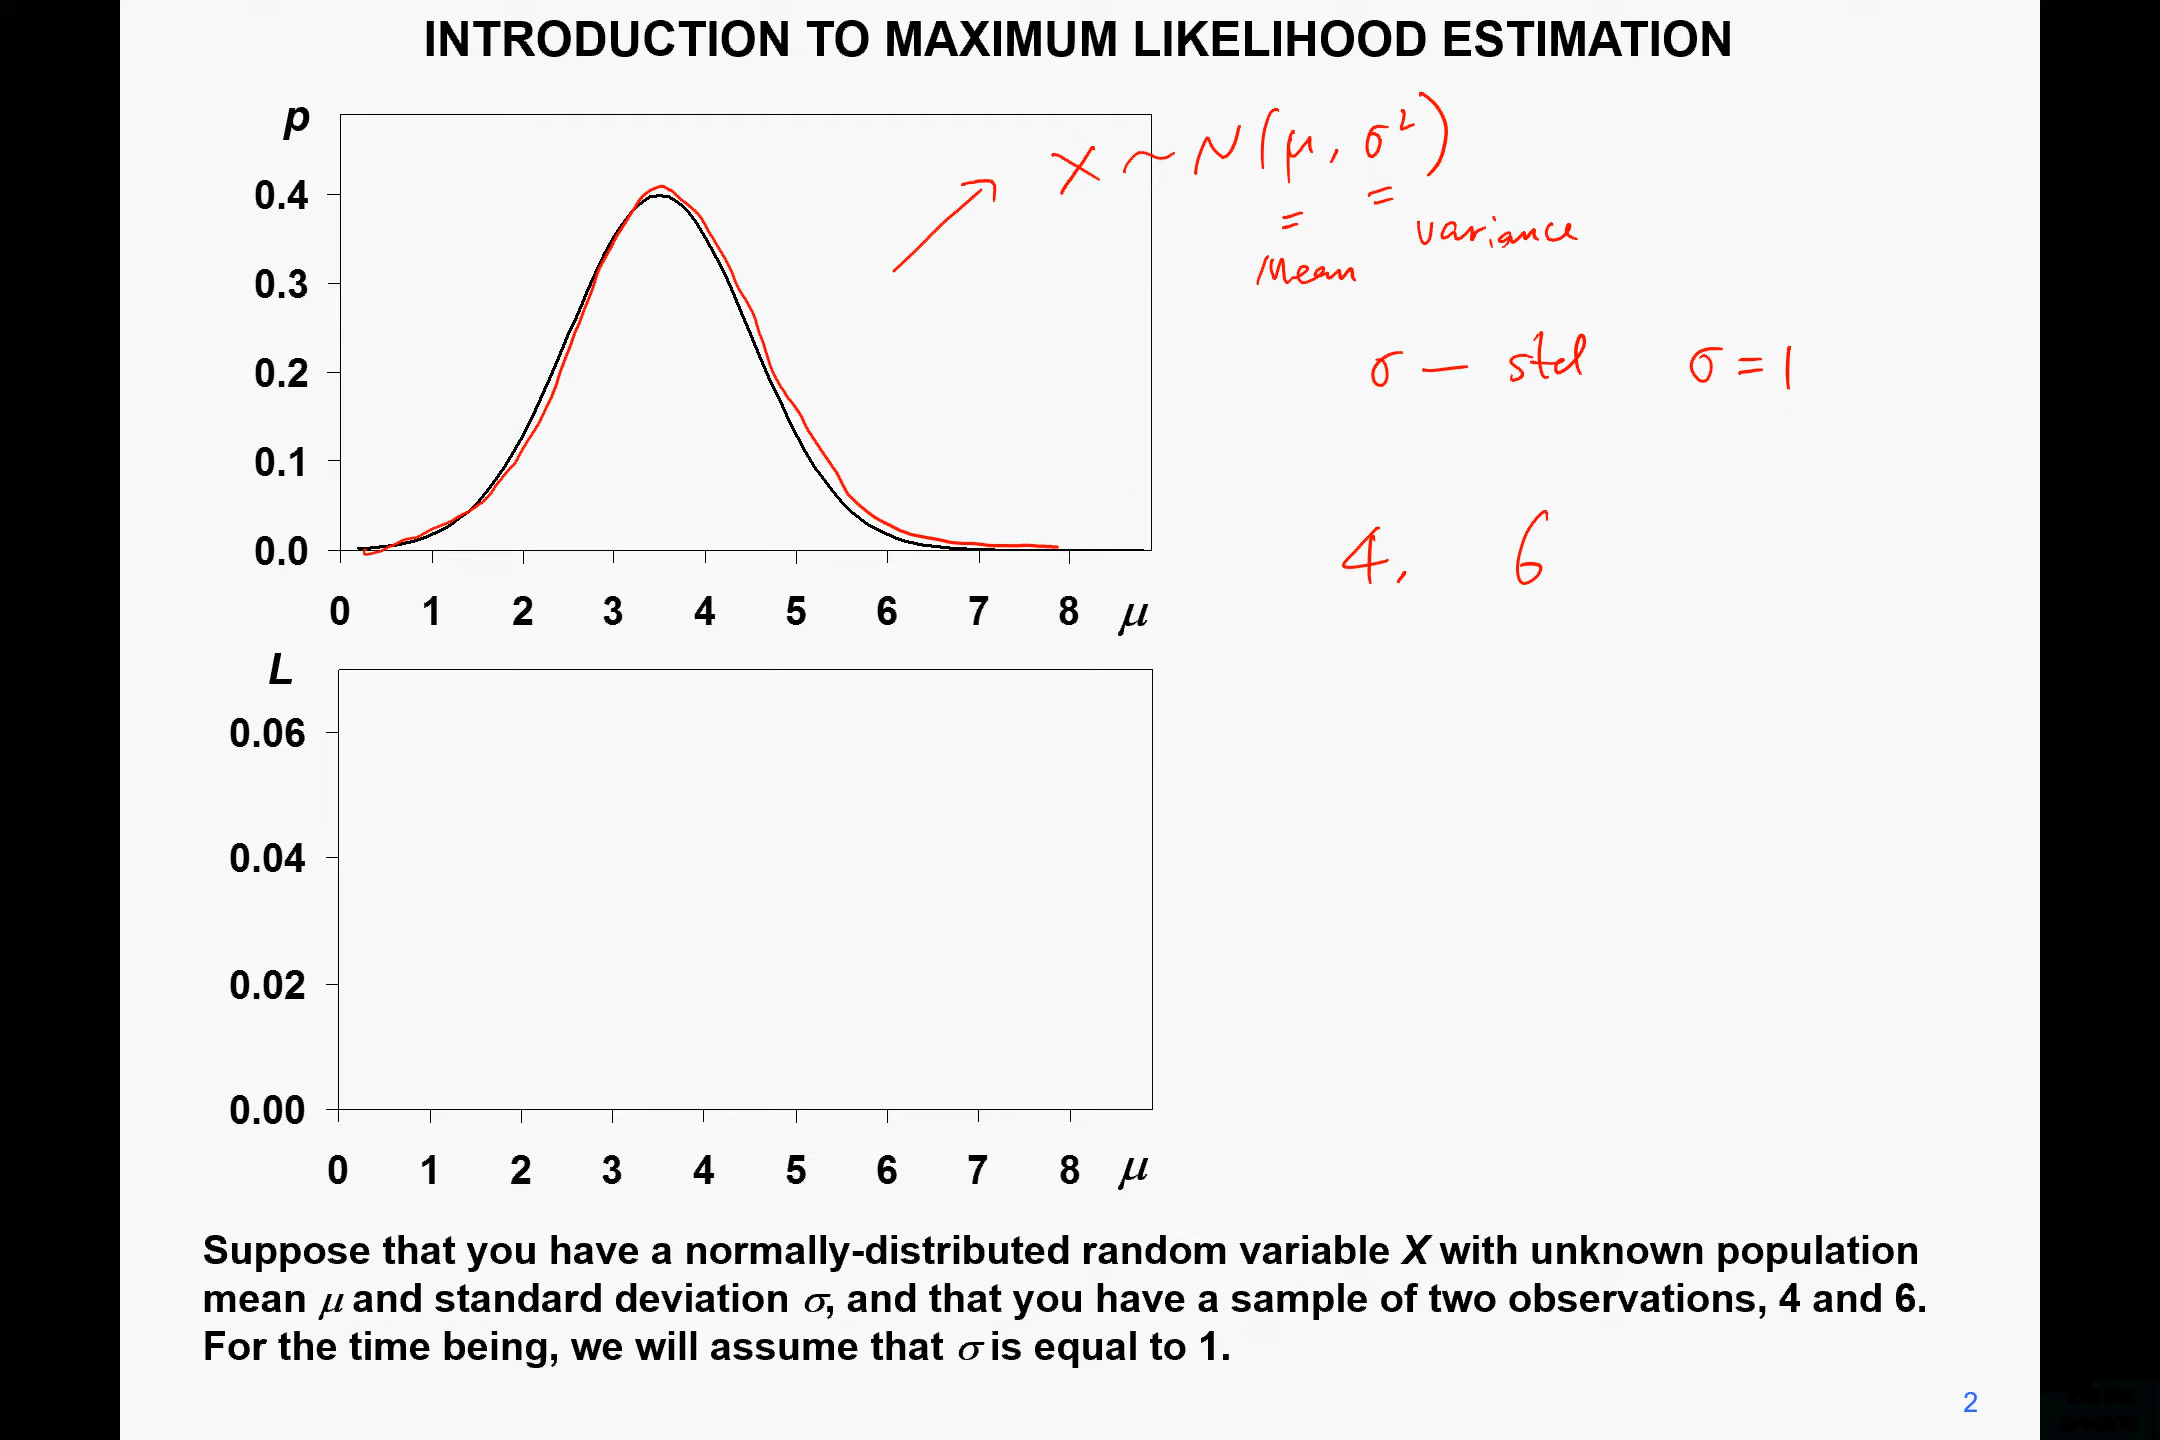 INTRODUCTION TO MAXIMUM LIKELIHOOD ESTIMATION
p
X ~ N(μ, σ²)
0.4
= =
variance
Mean
0.3
σ — std σ = 1
0.2
0.1
4, 6
0.0
0 1 2 3 4 5 6 7 8 μ
L
0.06
0.04
0.02
0.00
0 1 2 3 4 5 6 7 8 μ
Suppose that you have a normally-distributed random variable X with unknown population
mean μ and standard deviation σ, and that you have a sample of two observations, 4 and 6.
For the time being, we will assume that σ is equal to 1.
2